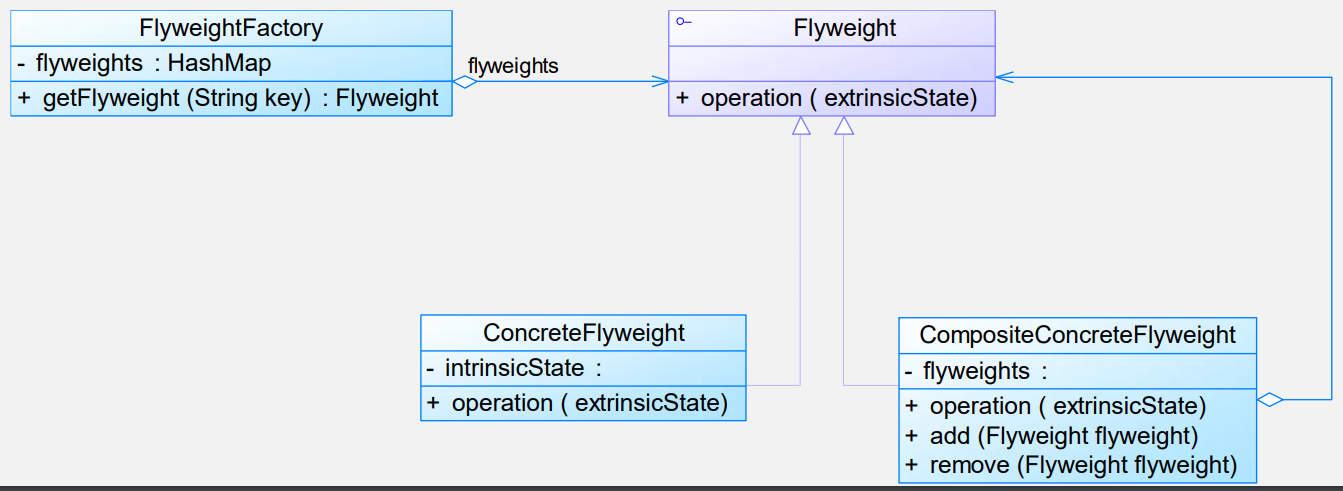 FlyweightFactory
- flyweights : HashMap
+ getFlyweight (String key) : Flyweight
flyweights
Flyweight
+ operation ( extrinsicState)
ConcreteFlyweight
- intrinsicState :
+ operation ( extrinsicState)
CompositeConcreteFlyweight
- flyweights :
+ operation ( extrinsicState)
+ add (Flyweight flyweight)
+ remove (Flyweight flyweight)